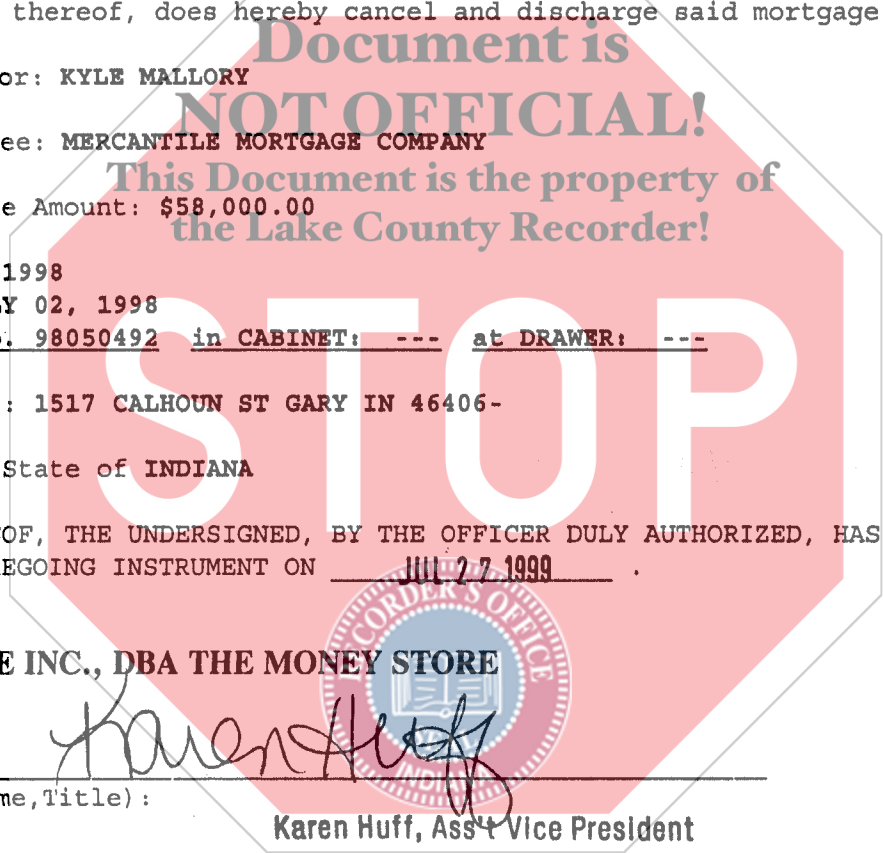 thereof, does hereby cancel and discharge said mortgage
Document is
or: KYLE MALLORY
NOT OFFICIAL!
ee: MERCANTILE MORTGAGE COMPANY
This Document is the property of
e Amount: $58,000.00
the Lake County Recorder!
1998
Y 02, 1998
. 98050492 in CABINET: --- at DRAWER: ---
STOP
: 1517 CALHOUN ST GARY IN 46406-
State of INDIANA
OF, THE UNDERSIGNED, BY THE OFFICER DULY AUTHORIZED, HAS
EGOING INSTRUMENT ON JUL 27 1999 .
RECORDER'S OFFICE
E INC., DBA THE MONEY STORE
Karen Huff
SEAL
INDIANA
me,Title):
Karen Huff, Ass't Vice President